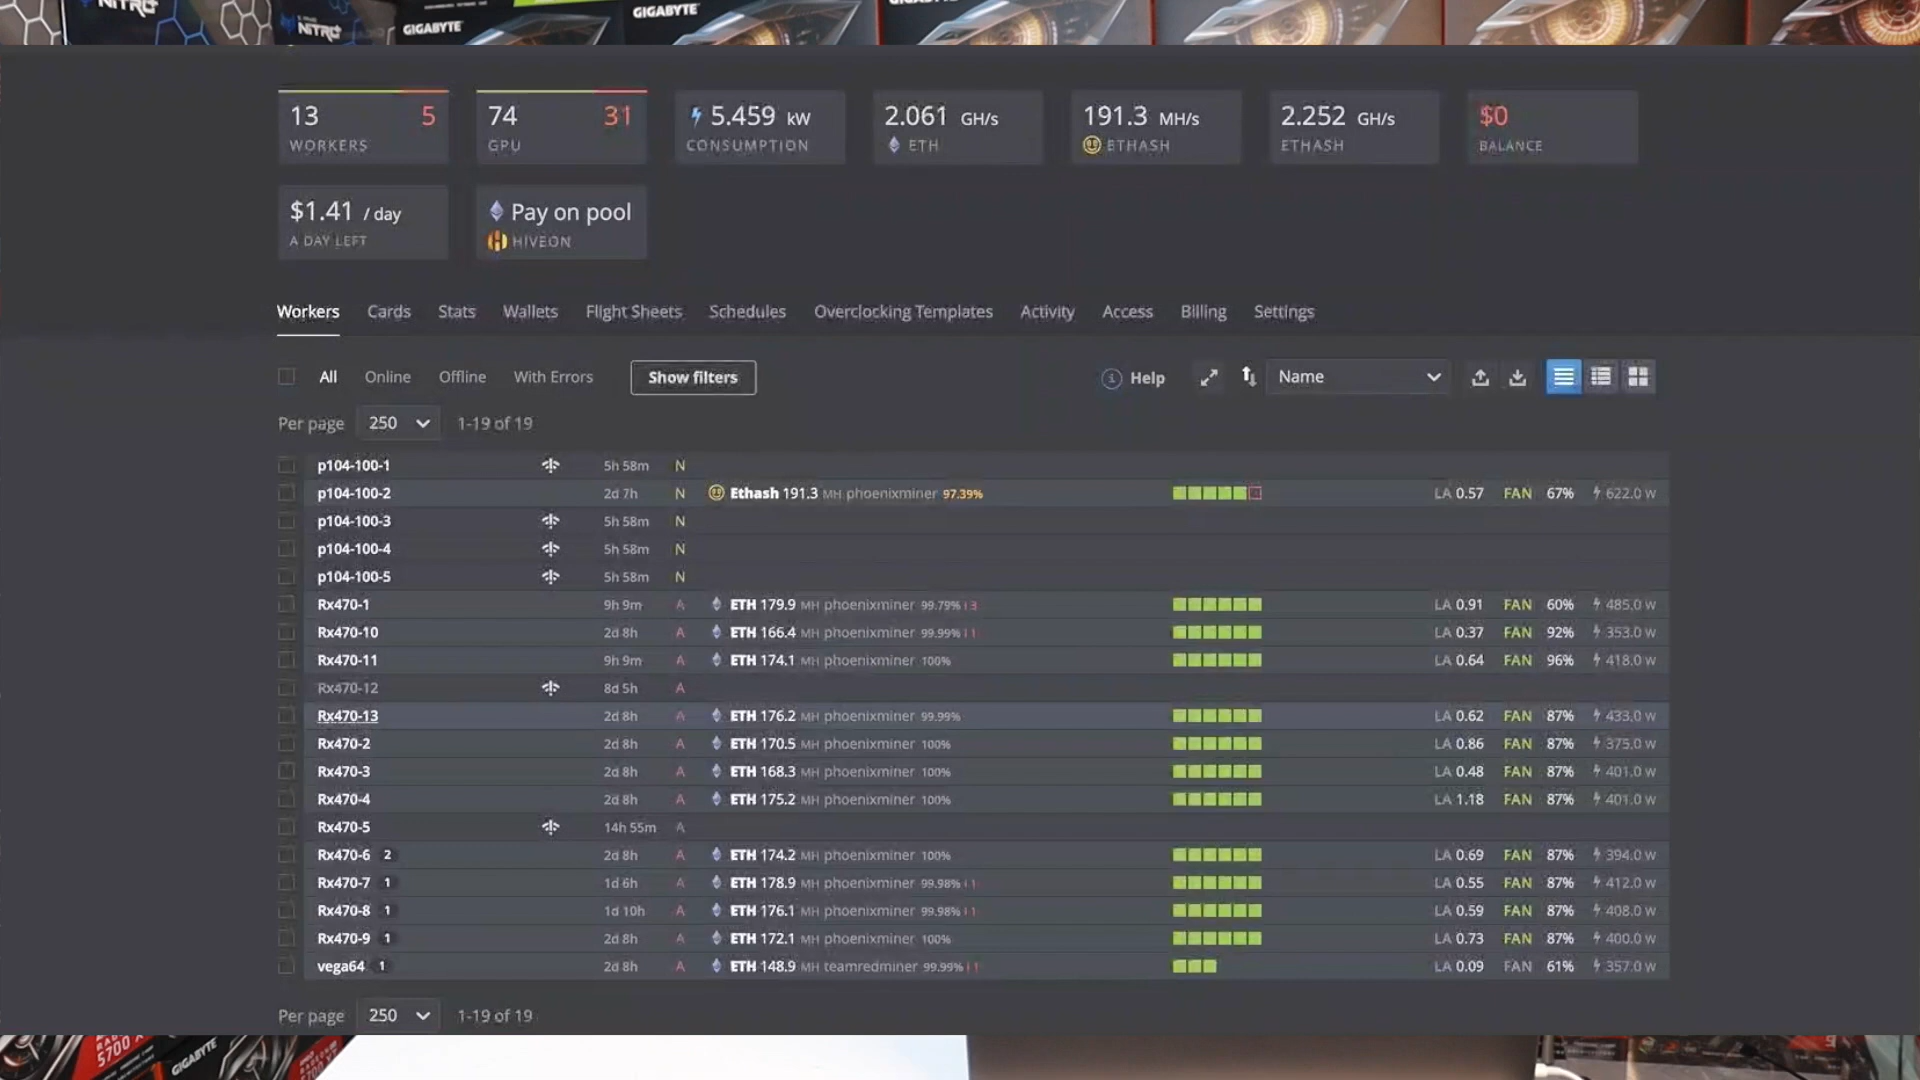 NITRO
NITRO
GIGABYTE
GIGABYTE
13 5
WORKERS
74 31
GPU
5.459 kW
CONSUMPTION
2.061 GH/s
ETH
191.3 MH/s
ETHASH
2.252 GH/s
ETHASH
$0
BALANCE
$1.41 / day
A DAY LEFT
Pay on pool
HIVEON
Workers Cards Stats Wallets Flight Sheets Schedules Overclocking Templates Activity Access Billing Settings
All Online Offline With Errors Show filters Help Name
Per page 250 1-19 of 19
p104-100-1 5h 58m N
p104-100-2 2d 7h N Ethash 191.3 MH phoenixminer 97.39% LA 0.57 FAN 67% 622.0 W
p104-100-3 5h 58m N
p104-100-4 5h 58m N
p104-100-5 5h 58m N
Rx470-1 9h 9m A ETH 179.9 MH phoenixminer 99.79% | 3 LA 0.91 FAN 60% 485.0 W
Rx470-10 2d 8h A ETH 166.4 MH phoenixminer 99.99% | 1 LA 0.37 FAN 92% 353.0 W
Rx470-11 9h 9m A ETH 174.1 MH phoenixminer 100% LA 0.64 FAN 96% 418.0 W
Rx470-12 8d 5h A
Rx470-13 2d 8h A ETH 176.2 MH phoenixminer 99.99% LA 0.62 FAN 87% 433.0 W
Rx470-2 2d 8h A ETH 170.5 MH phoenixminer 100% LA 0.86 FAN 87% 375.0 W
Rx470-3 2d 8h A ETH 168.3 MH phoenixminer 100% LA 0.48 FAN 87% 401.0 W
Rx470-4 2d 8h A ETH 175.2 MH phoenixminer 100% LA 1.18 FAN 87% 401.0 W
Rx470-5 14h 55m A
Rx470-6 2 2d 8h A ETH 174.2 MH phoenixminer 100% LA 0.69 FAN 87% 394.0 W
Rx470-7 1 1d 6h A ETH 178.9 MH phoenixminer 99.98% | 1 LA 0.55 FAN 87% 412.0 W
Rx470-8 1 1d 10h A ETH 176.1 MH phoenixminer 99.98% | 1 LA 0.59 FAN 87% 408.0 W
Rx470-9 1 2d 8h A ETH 172.1 MH phoenixminer 100% LA 0.73 FAN 87% 400.0 W
vega64 1 2d 8h A ETH 148.9 MH teamredminer 99.99% | 1 LA 0.09 FAN 61% 357.0 W
Per page 250 1-19 of 19
5700 X
GIGABYTE